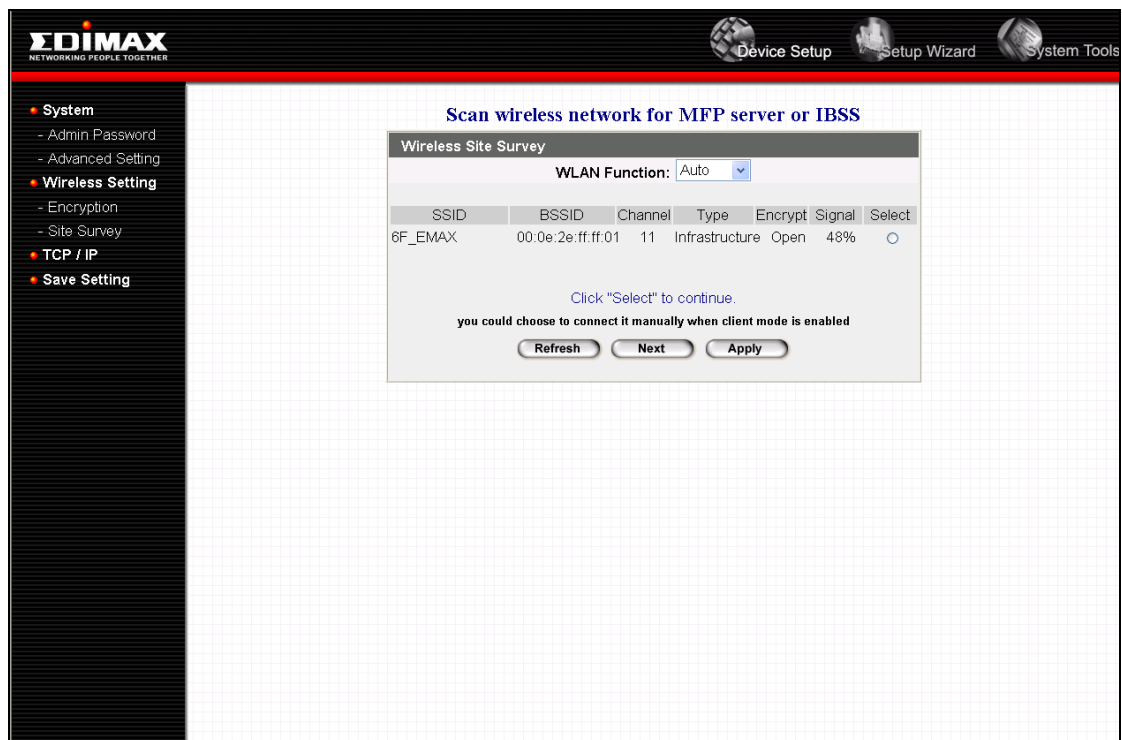 EDIMAX
NETWORKING PEOPLE TOGETHER
Device Setup
Setup Wizard
System Tools
System
- Admin Password
- Advanced Setting
Wireless Setting
- Encryption
- Site Survey
TCP / IP
Save Setting
Scan wireless network for MFP server or IBSS
Wireless Site Survey
WLAN Function: Auto
SSID BSSID Channel Type Encrypt Signal Select
6F_EMAX 00:0e:2e:ff:ff:01 11 Infrastructure Open 48%
Click "Select" to continue.
you could choose to connect it manually when client mode is enabled
Refresh Next Apply